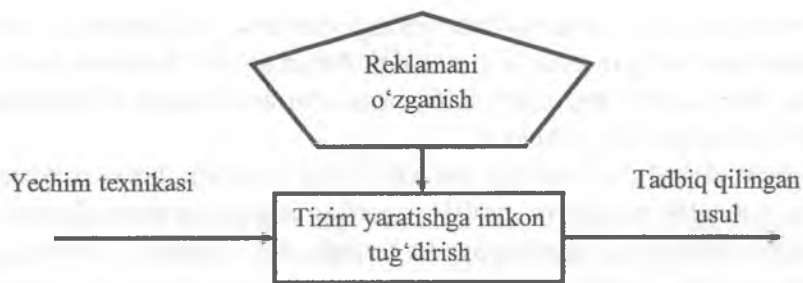 Reklamani
o‘zganish
Yechim texnikasi
Tizim yaratishga imkon
tug‘dirish
Tadbiq qilingan
usul